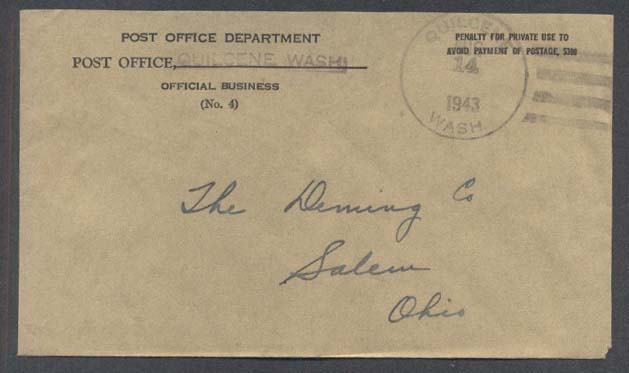 POST OFFICE DEPARTMENT
POST OFFICE, QUILCENE WASH.
OFFICIAL BUSINESS
(No. 4)
PENALTY FOR PRIVATE USE TO
AVOID PAYMENT OF POSTAGE, $300
QUILCE
14
1943
WASH.
The Deming Co
Salem
Ohio